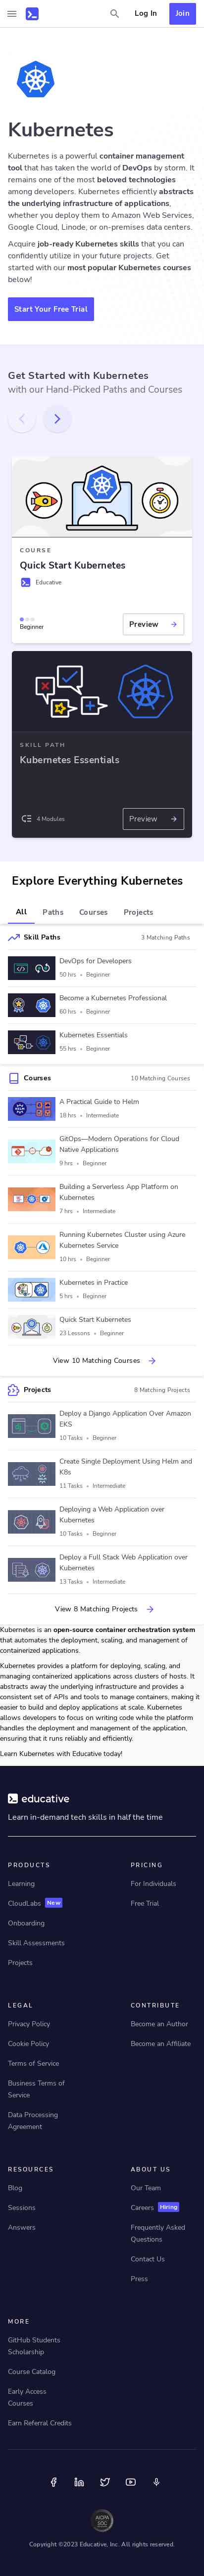 Log In
Join
Kubernetes
Kubernetes is a powerful container management
tool that has taken the world of DevOps by storm. It
remains one of the most beloved technologies
among developers. Kubernetes efficiently abstracts
the underlying infrastructure of applications,
whether you deploy them to Amazon Web Services,
Google Cloud, Linode, or on-premises data centers.
Acquire job-ready Kubernetes skills that you can
confidently utilize in your future projects. Get
started with our most popular Kubernetes courses
below!
Start Your Free Trial
Get Started with Kubernetes
with our Hand-Picked Paths and Courses
COURSE
Quick Start Kubernetes
Educative
Beginner
Preview
SKILL PATH
Kubernetes Essentials
4 Modules
Preview
Explore Everything Kubernetes
All
Paths
Courses
Projects
Skill Paths
3 Matching Paths
DevOps for Developers
50 hrs • Beginner
Become a Kubernetes Professional
60 hrs • Beginner
Kubernetes Essentials
55 hrs • Beginner
Courses
10 Matching Courses
A Practical Guide to Helm
18 hrs • Intermediate
GitOps—Modern Operations for Cloud
Native Applications
9 hrs • Beginner
Building a Serverless App Platform on
Kubernetes
7 hrs • Intermediate
Running Kubernetes Cluster using Azure
Kubernetes Service
10 hrs • Beginner
Kubernetes in Practice
5 hrs • Beginner
Quick Start Kubernetes
23 Lessons • Beginner
View 10 Matching Courses
Projects
8 Matching Projects
Deploy a Django Application Over Amazon
EKS
10 Tasks • Beginner
Create Single Deployment Using Helm and
K8s
11 Tasks • Intermediate
Deploying a Web Application over
Kubernetes
10 Tasks • Beginner
Deploy a Full Stack Web Application over
Kubernetes
13 Tasks • Intermediate
View 8 Matching Projects
Kubernetes is an open-source container orchestration system
that automates the deployment, scaling, and management of
containerized applications.
Kubernetes provides a platform for deploying, scaling, and
managing containerized applications across clusters of hosts. It
abstracts away the underlying infrastructure and provides a
consistent set of APIs and tools to manage containers, making it
easier to build and deploy applications at scale. Kubernetes
allows developers to focus on writing code while the platform
handles the deployment and management of the application,
ensuring that it runs reliably and efficiently.
Learn Kubernetes with Educative today!
educative
Learn in-demand tech skills in half the time
PRODUCTS
Learning
CloudLabs New
Onboarding
Skill Assessments
Projects
PRICING
For Individuals
Free Trial
LEGAL
Privacy Policy
Cookie Policy
Terms of Service
Business Terms of
Service
Data Processing
Agreement
CONTRIBUTE
Become an Author
Become an Affiliate
RESOURCES
Blog
Sessions
Answers
ABOUT US
Our Team
Careers Hiring
Frequently Asked
Questions
Contact Us
Press
MORE
GitHub Students
Scholarship
Course Catalog
Early Access
Courses
Earn Referral Credits
AICPA
SOC
Copyright ©2023 Educative, Inc. All rights reserved.